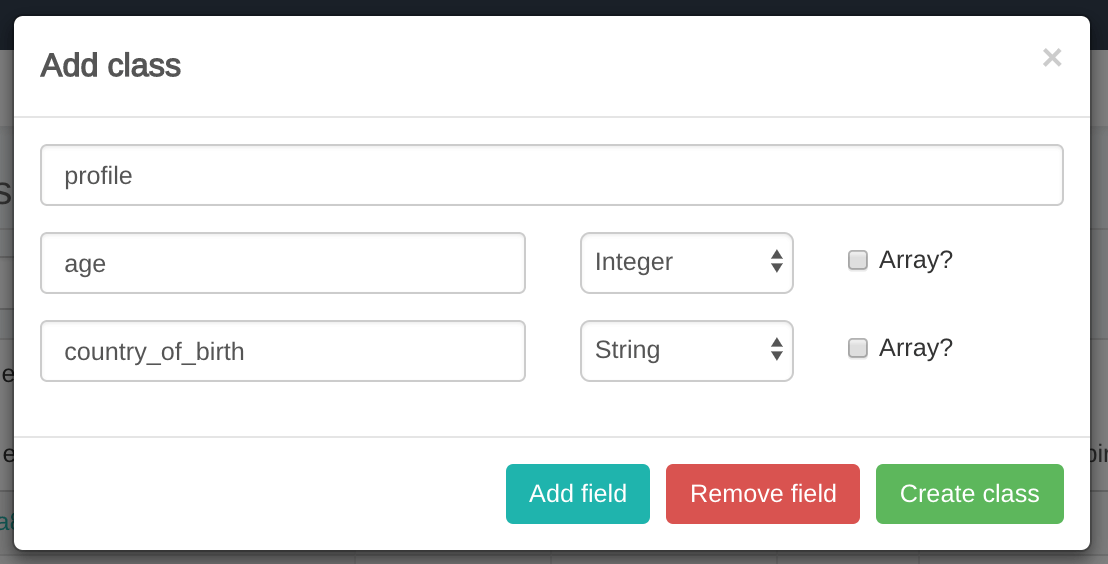 Add class
×
profile
age Integer Array?
country_of_birth String Array?
Add field Remove field Create class